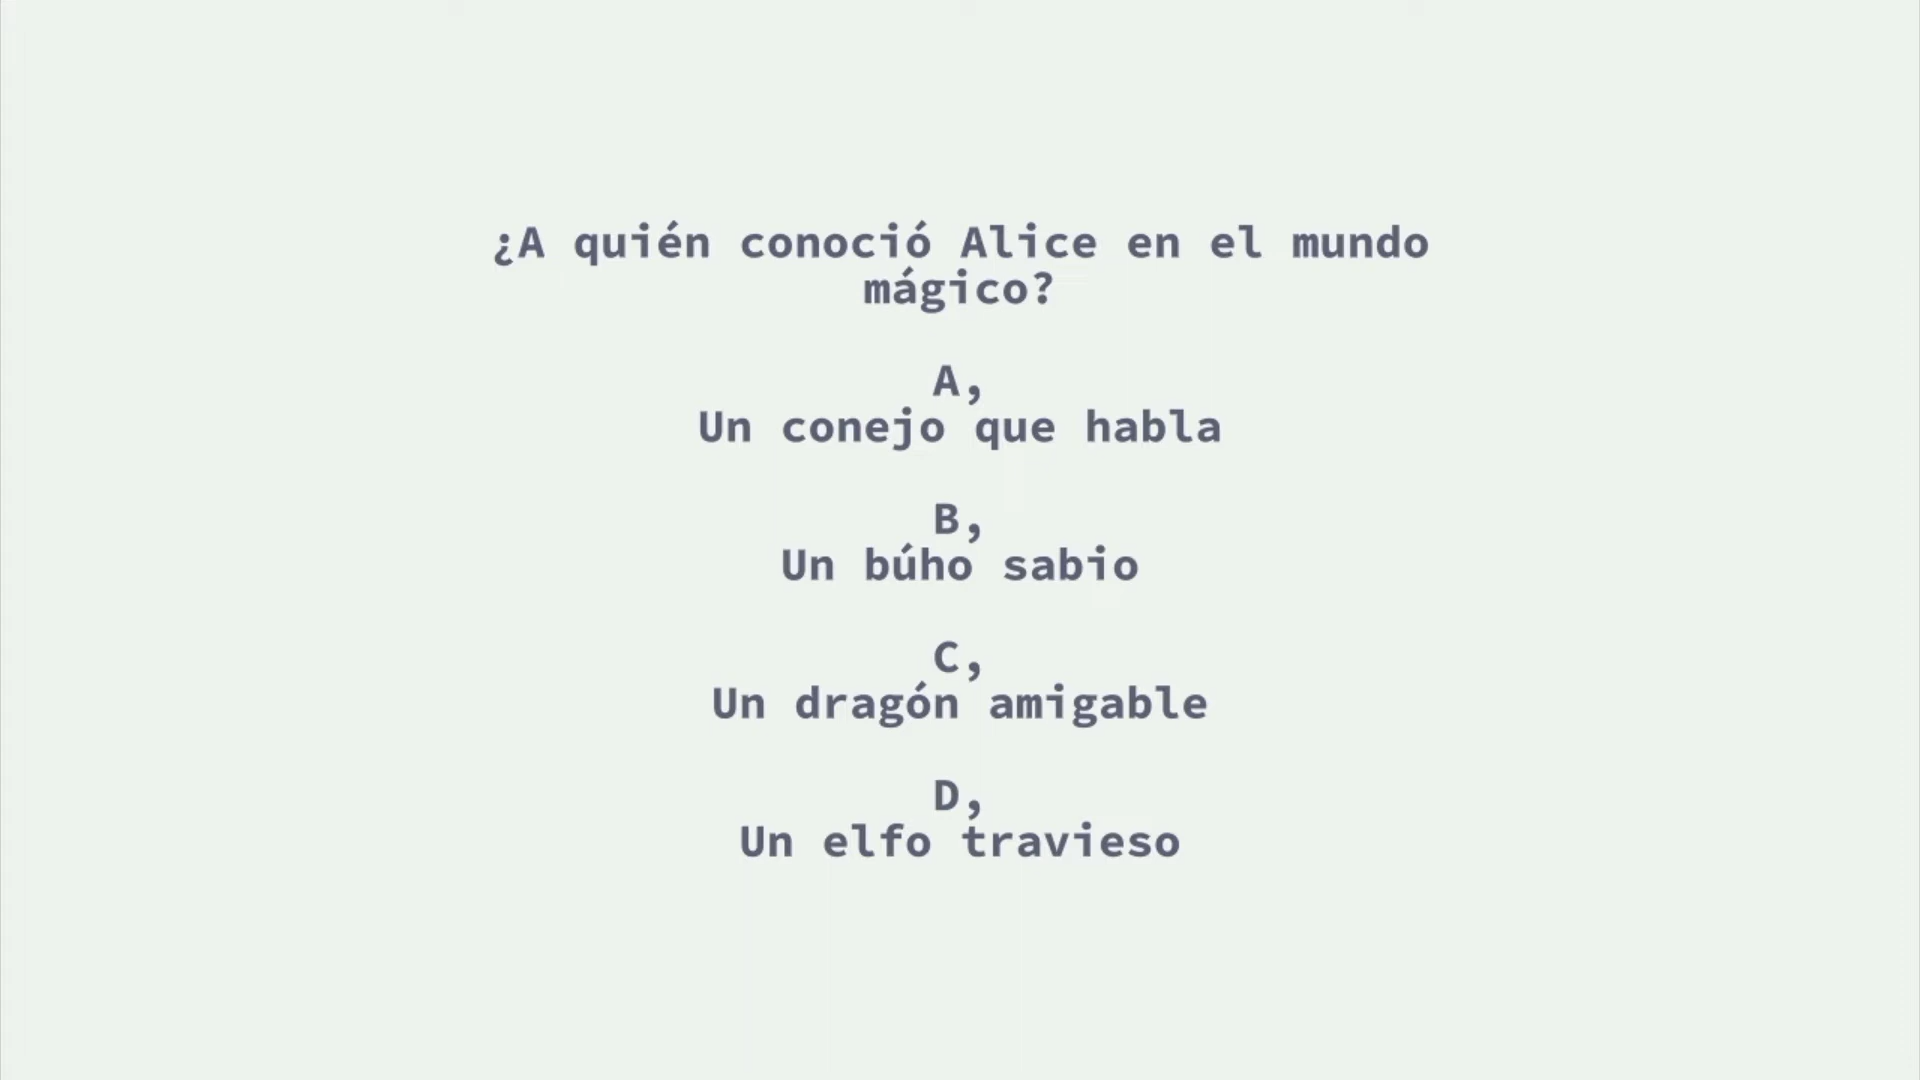 ¿A quién conoció Alice en el mundo
mágico?
A,
Un conejo que habla
B,
Un búho sabio
C,
Un dragón amigable
D,
Un elfo travieso